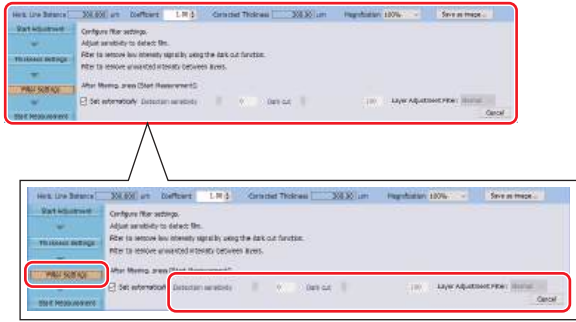 Horiz. Line Distance 300.000 um Coefficient 1.00 Corrected Thickness 300.00 um Magnification 100% Save as Image...
Start Adjustment
Configure filter settings.
Adjust sensitivity to detect film.
Filter to remove low intensity signal by using the dark cut function.
Thickness Settings
Filter to remove unwanted intensity between layers.
Filter Settings
After filtering, press [Start Measurement].
Set automatically Detection sensitivity 0 Dark cut 100 Layer Adjustment Filter: Normal
Start Measurement
Cancel
Horiz. Line Distance 300.000 um Coefficient 1.00 Corrected Thickness 300.00 um Magnification 100% Save as Image...
Start Adjustment
Configure filter settings.
Adjust sensitivity to detect film.
Filter to remove low intensity signal by using the dark cut function.
Thickness Settings
Filter to remove unwanted intensity between layers.
Filter Settings
After filtering, press [Start Measurement].
Set automatically Detection sensitivity 0 Dark cut 100 Layer Adjustment Filter: Normal
Start Measurement
Cancel